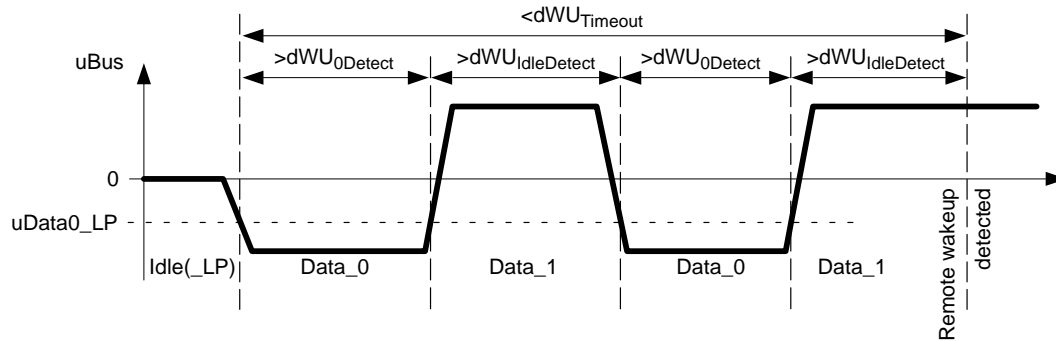 <dWUTimeout
uBus
>dWU0Detect >dWUIdleDetect >dWU0Detect >dWUIdleDetect
0
uData0_LP
Idle(_LP) Data_0 Data_1 Data_0 Data_1
Remote wakeup
detected